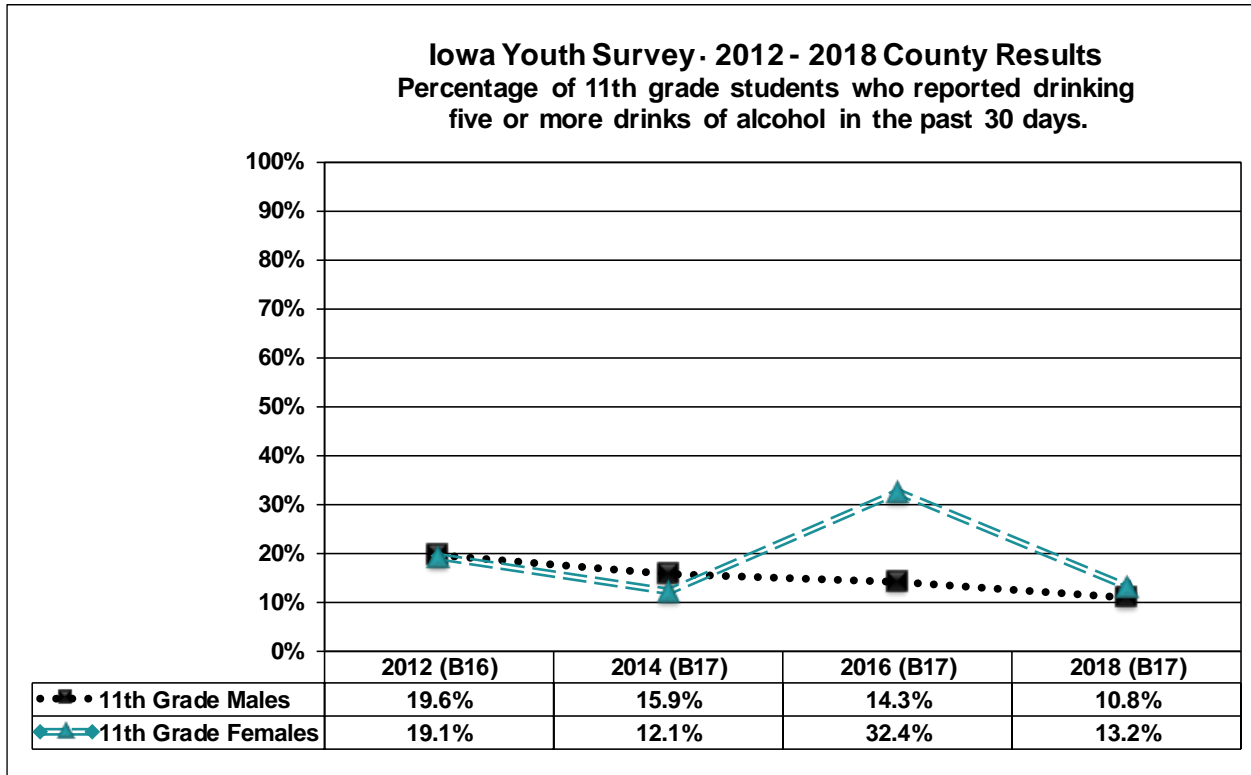 Iowa Youth Survey · 2012 - 2018 County Results
Percentage of 11th grade students who reported drinking
five or more drinks of alcohol in the past 30 days.
100%
90%
80%
70%
60%
50%
40%
30%
20%
10%
0%
2012 (B16) 2014 (B17) 2016 (B17) 2018 (B17)
11th Grade Males 19.6% 15.9% 14.3% 10.8%
11th Grade Females 19.1% 12.1% 32.4% 13.2%